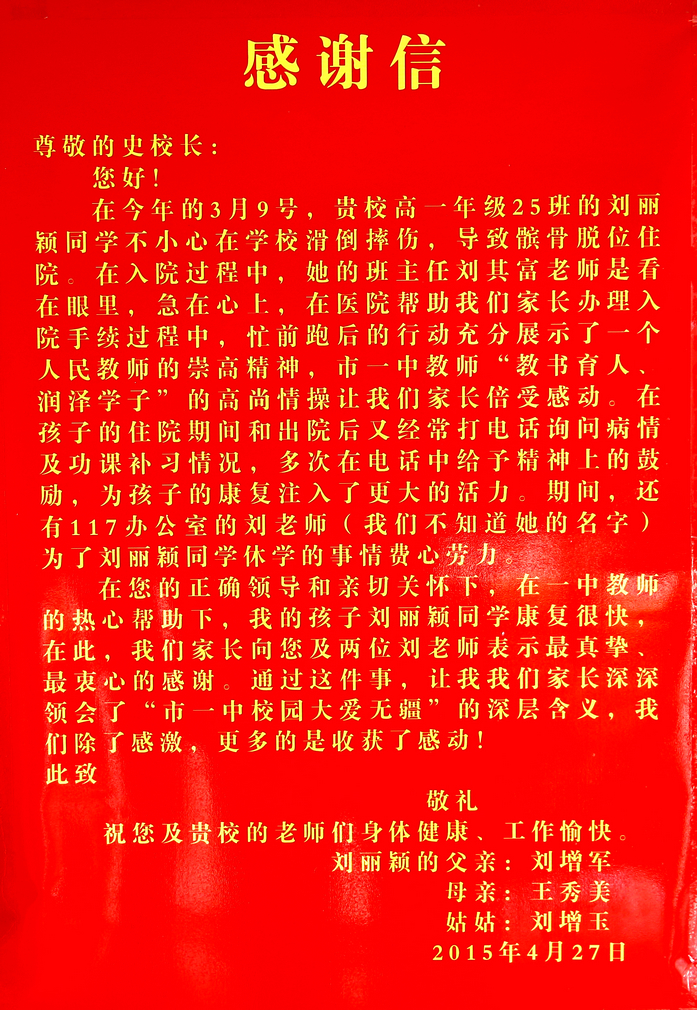 感谢信
尊敬的史校长：
您好！
在今年的3月9号，贵校高一年级25班的刘丽
颖同学不小心在学校滑倒摔伤，导致髌骨脱位住
院。在入院过程中，她的班主任刘其富老师是看
在眼里，急在心上，在医院帮助我们家长办理入
院手续过程中，忙前跑后的行动充分展示了一个
人民教师的崇高精神，市一中教师“教书育人、
润泽学子”的高尚情操让我们家长倍受感动。在
孩子的住院期间和出院后又经常打电话询问病情
及功课补习情况，多次在电话中给予精神上的鼓
励，为孩子的康复注入了更大的活力。期间，还
有117办公室的刘老师（我们不知道她的名字）
为了刘丽颖同学休学的事情费心劳力。
在您的正确领导和亲切关怀下，在一中教师
的热心帮助下，我的孩子刘丽颖同学康复很快，
在此，我们家长向您及两位刘老师表示最真挚、
最衷心的感谢。通过这件事，让我我们家长深深
领会了“市一中校园大爱无疆”的深层含义，我
们除了感激，更多的是收获了感动！
此致
敬礼
祝您及贵校的老师们身体健康、工作愉快。
刘丽颖的父亲：刘增军
母亲：王秀美
姑姑：刘增玉
2015年4月27日